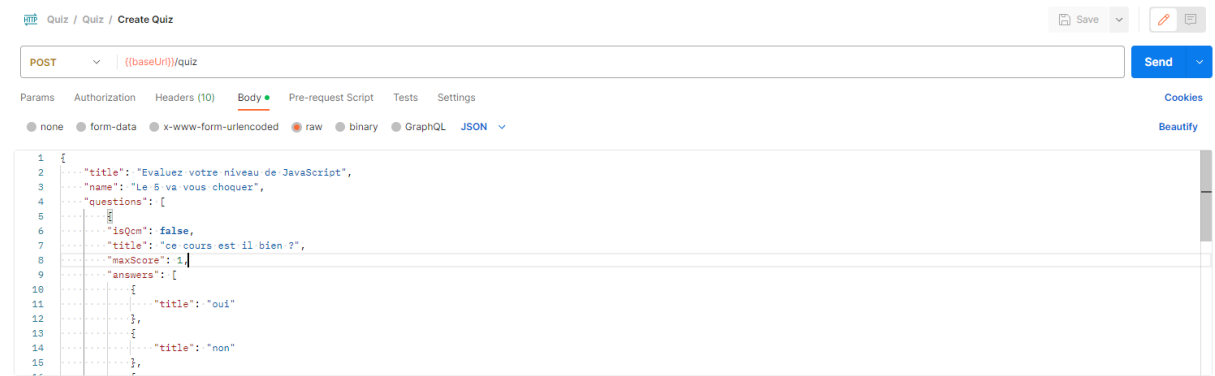 HTTP Quiz / Quiz / Create Quiz Save
POST {{baseUrl}}/quiz Send
Params Authorization Headers (10) Body Pre-request Script Tests Settings Cookies
none form-data x-www-form-urlencoded raw binary GraphQL JSON Beautify
1 {
2 "title": "Evaluez votre niveau de JavaScript",
3 "name": "Le 5 va vous choquer",
4 "questions": [
5 {
6 "isQcm": false,
7 "title": "ce cours est il bien ?",
8 "maxScore": 1,
9 "answers": [
10 {
11 "title": "oui"
12 },
13 {
14 "title": "non"
15 },